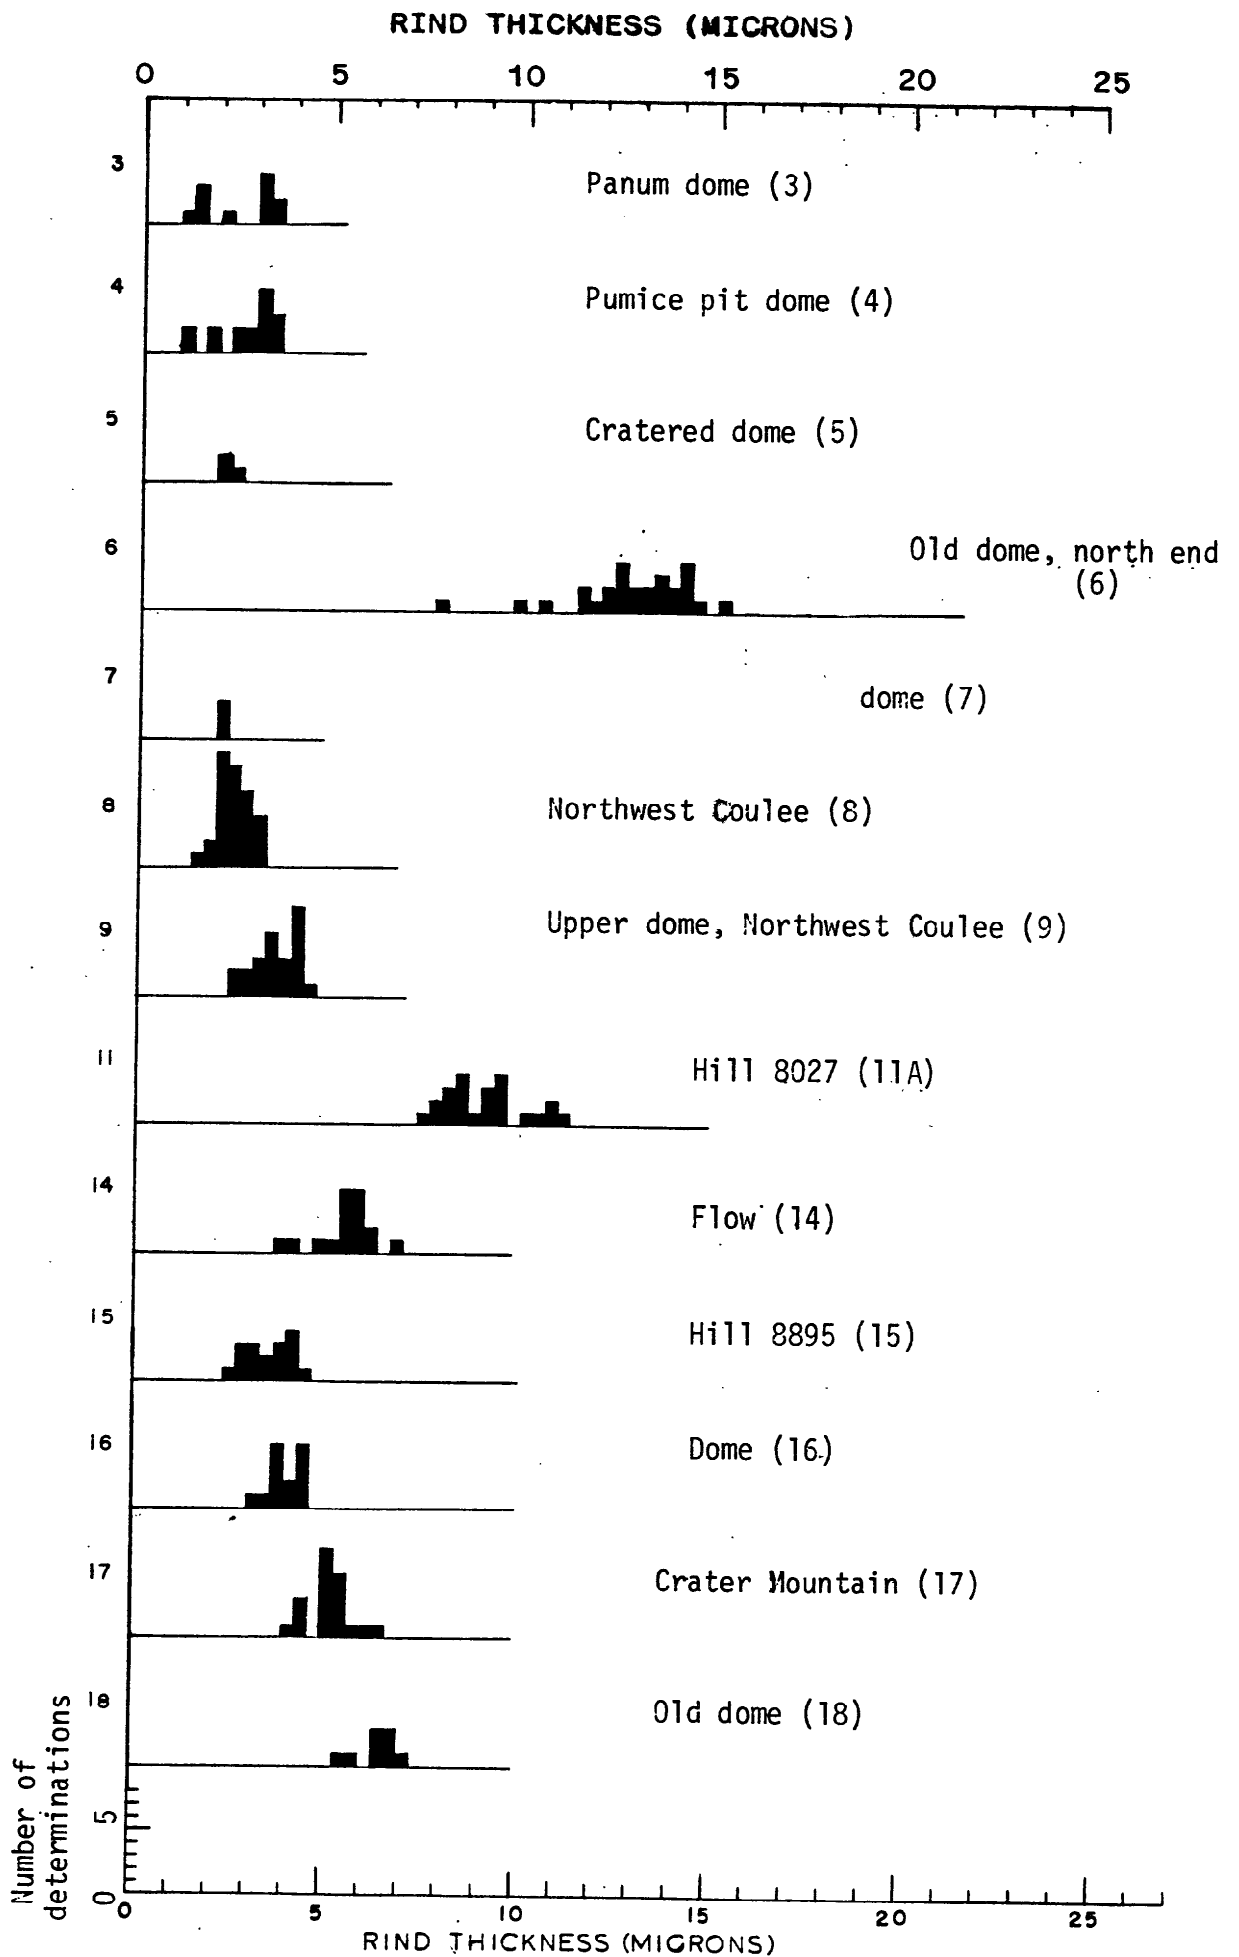 RIND THICKNESS (MICRONS)
0 5 10 15 20 25
3 Panum dome (3)
4 Pumice pit dome (4)
5 Cratered dome (5)
6 Old dome, north end
(6)
7 dome (7)
8 Northwest Coulee (8)
9 Upper dome, Northwest Coulee (9)
11 Hill 8027 (11A)
14 Flow (14)
15 Hill 8895 (15)
16 Dome (16)
17 Crater Mountain (17)
18 Old dome (18)
Number of
determinations
5
0
0 5 10 15 20 25
RIND THICKNESS (MICRONS)